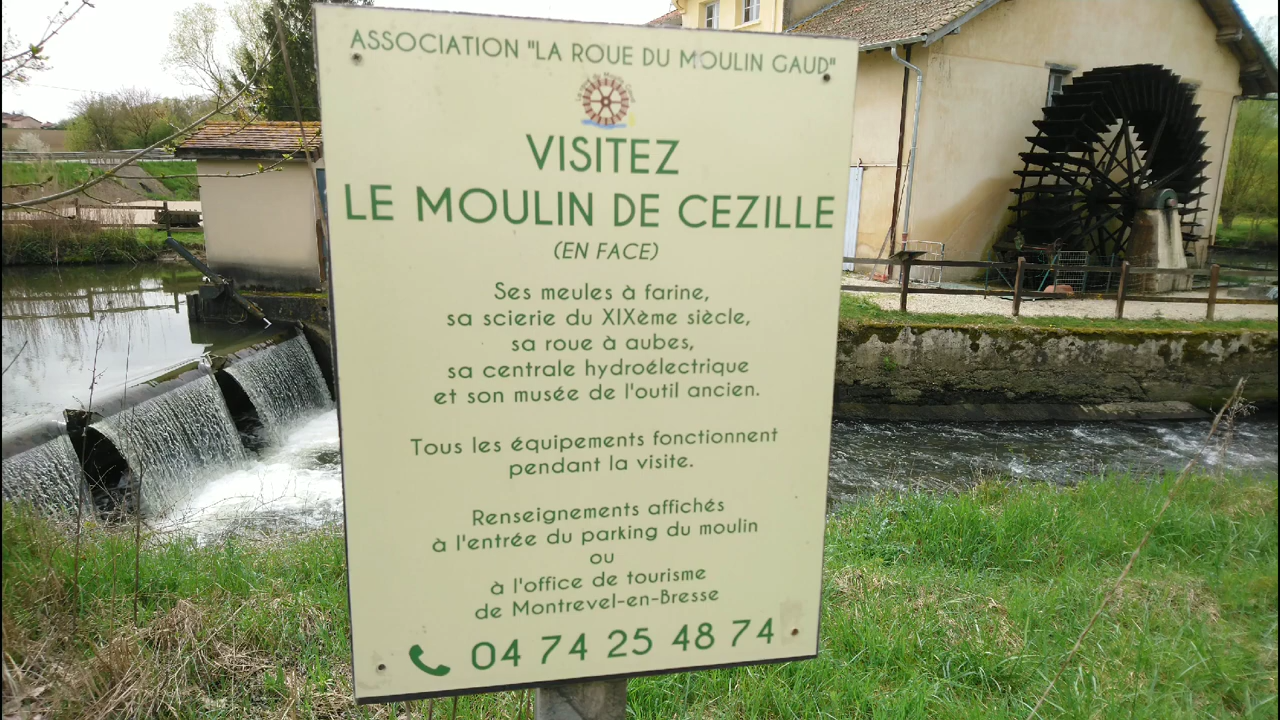 ASSOCIATION "LA ROUE DU MOULIN GAUD"
VISITEZ
LE MOULIN DE CEZILLE
(EN FACE)
Ses meules à farine,
sa scierie du XIXème siècle,
sa roue à aubes,
sa centrale hydroélectrique
et son musée de l'outil ancien.
Tous les équipements fonctionnent
pendant la visite.
Renseignements affichés
à l'entrée du parking du moulin
ou
à l'office de tourisme
de Montrevel-en-Bresse
04 74 25 48 74